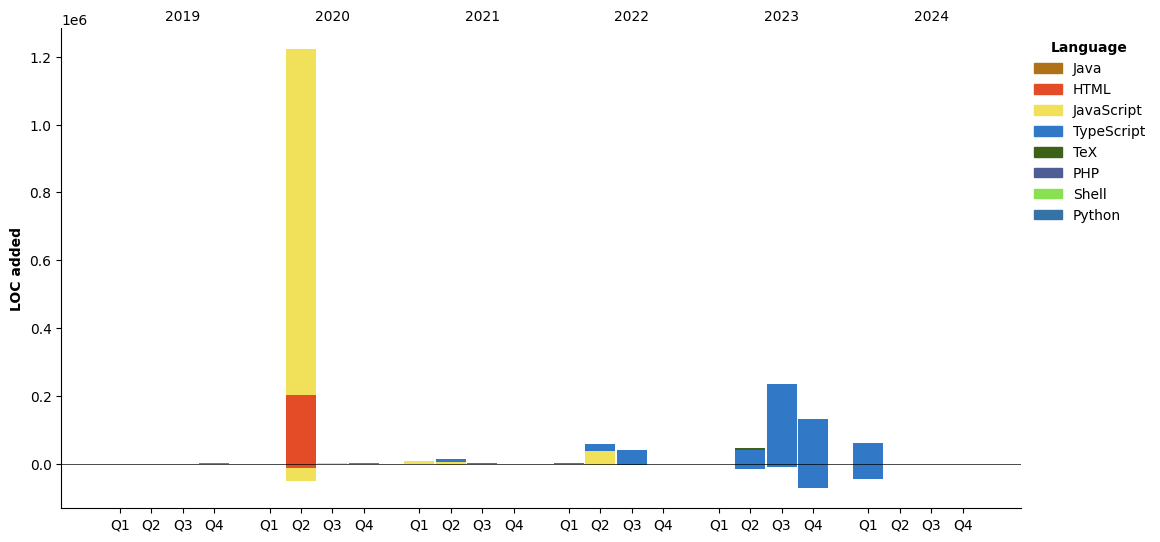 1e6
2019 2020 2021 2022 2023 2024
1.2
1.0
0.8
0.6
0.4
0.2
0.0
LOC added
Q1 Q2 Q3 Q4 Q1 Q2 Q3 Q4 Q1 Q2 Q3 Q4 Q1 Q2 Q3 Q4 Q1 Q2 Q3 Q4 Q1 Q2 Q3 Q4
Language
Java
HTML
JavaScript
TypeScript
TeX
PHP
Shell
Python